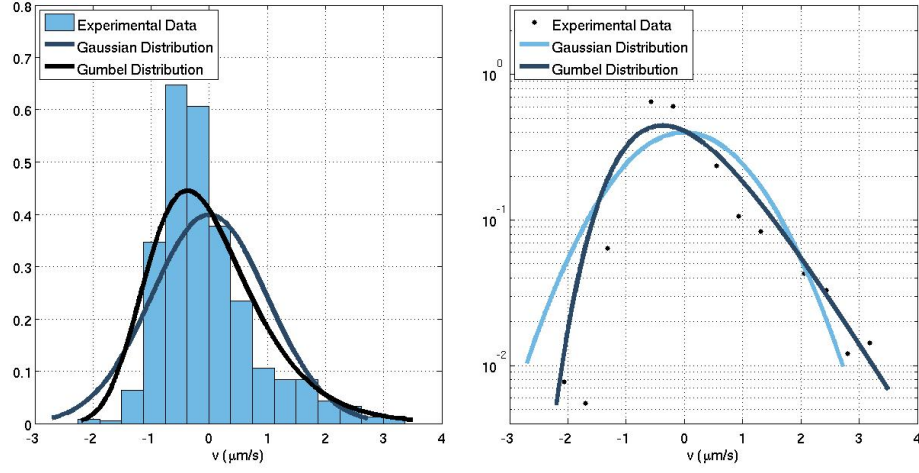 0.8
0.7
0.6
0.5
0.4
0.3
0.2
0.1
0
-3 -2 -1 0 1 2 3 4
v (μm/s)
Experimental Data
Gaussian Distribution
Gumbel Distribution
10^0
10^-1
10^-2
-3 -2 -1 0 1 2 3 4
v (μm/s)
Experimental Data
Gaussian Distribution
Gumbel Distribution